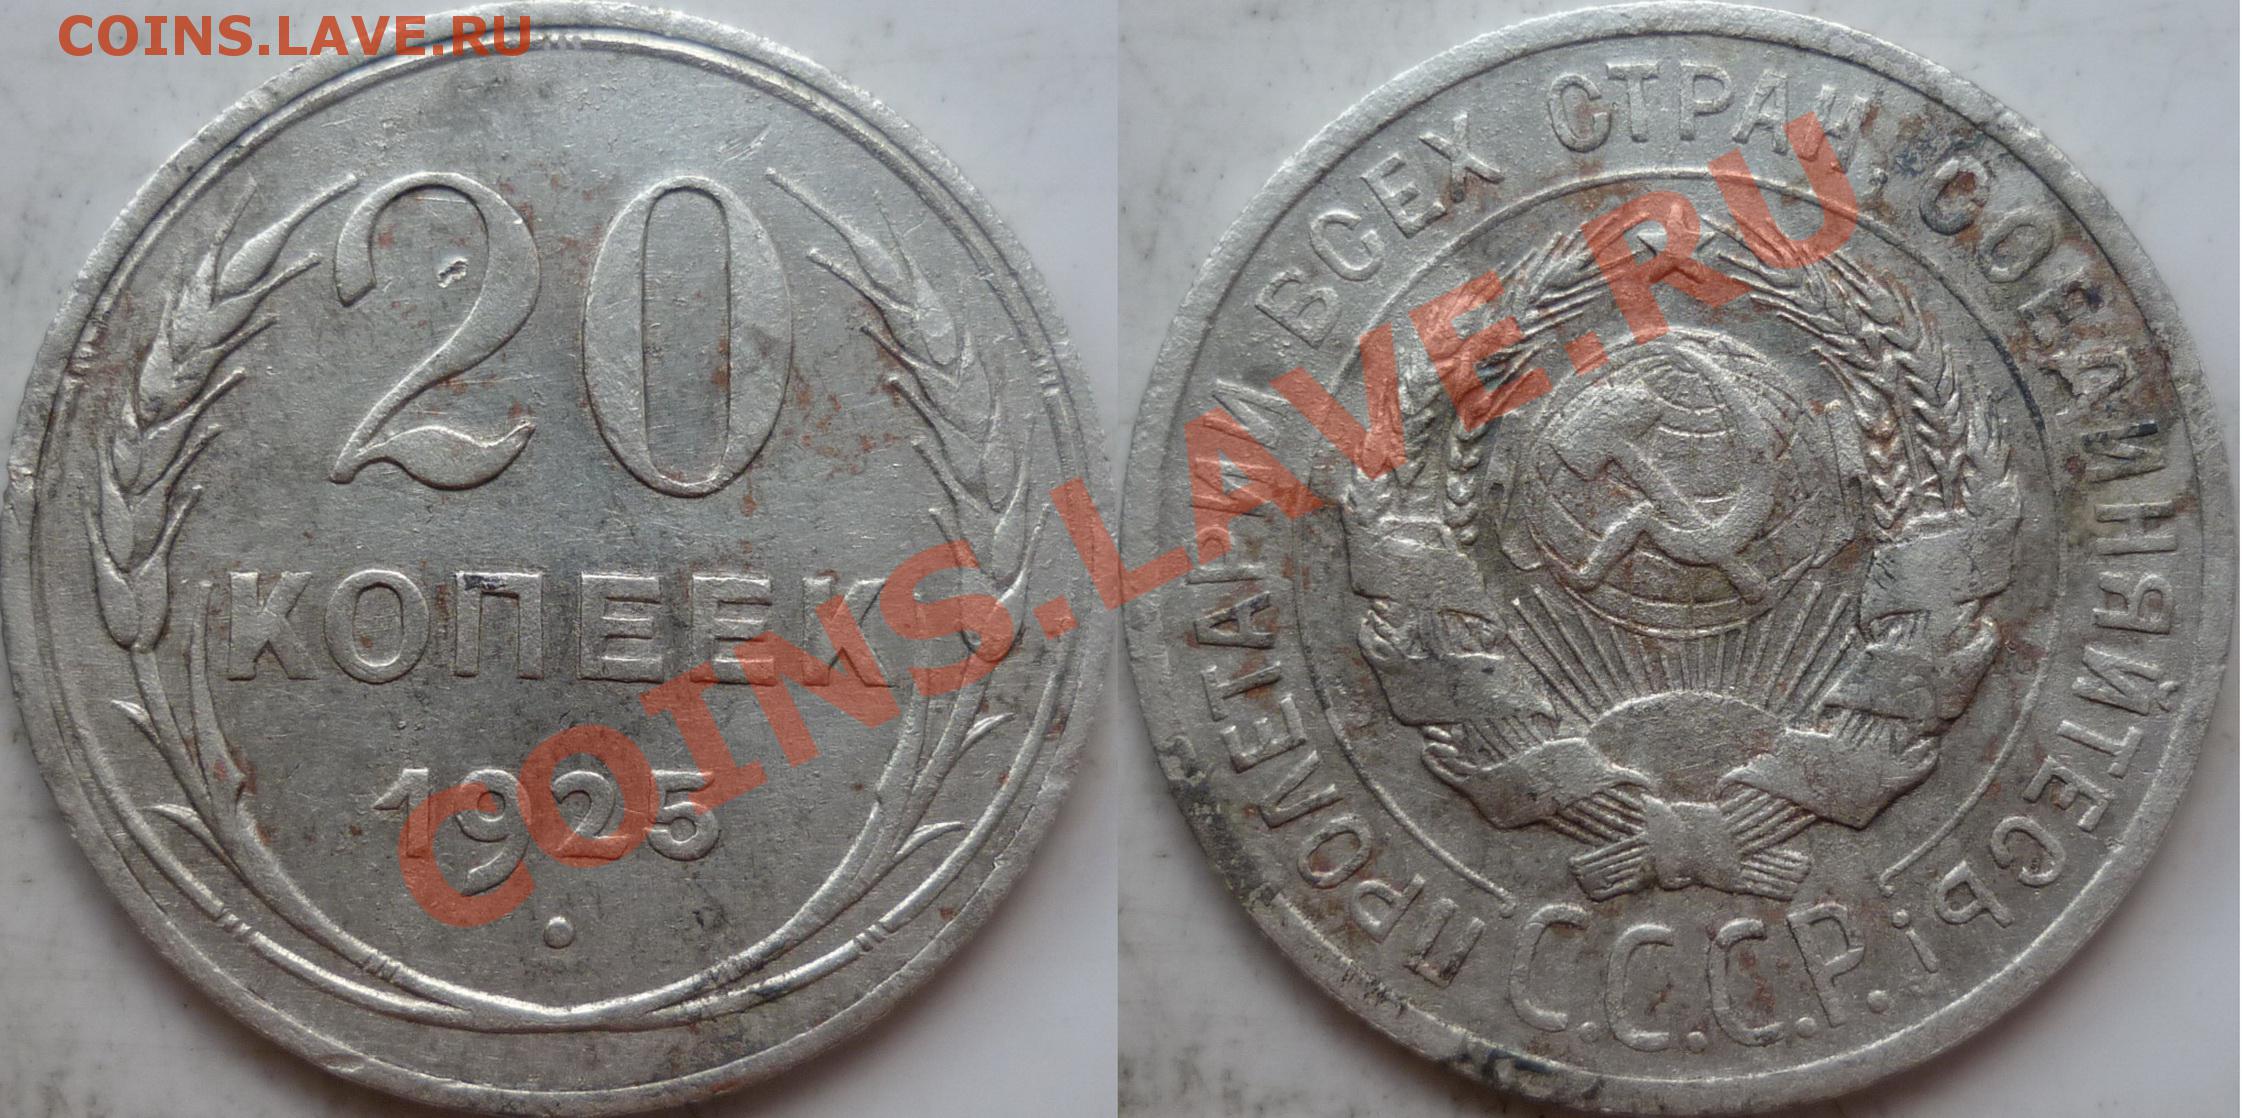 COINS.LAVE.RU
20
КОПЕЕК
1925
ПРОЛЕТАРИИ ВСЕХ СТРАН, СОЕДИНЯЙТЕСЬ!
С.С.С.Р.
COINS.LAVE.RU